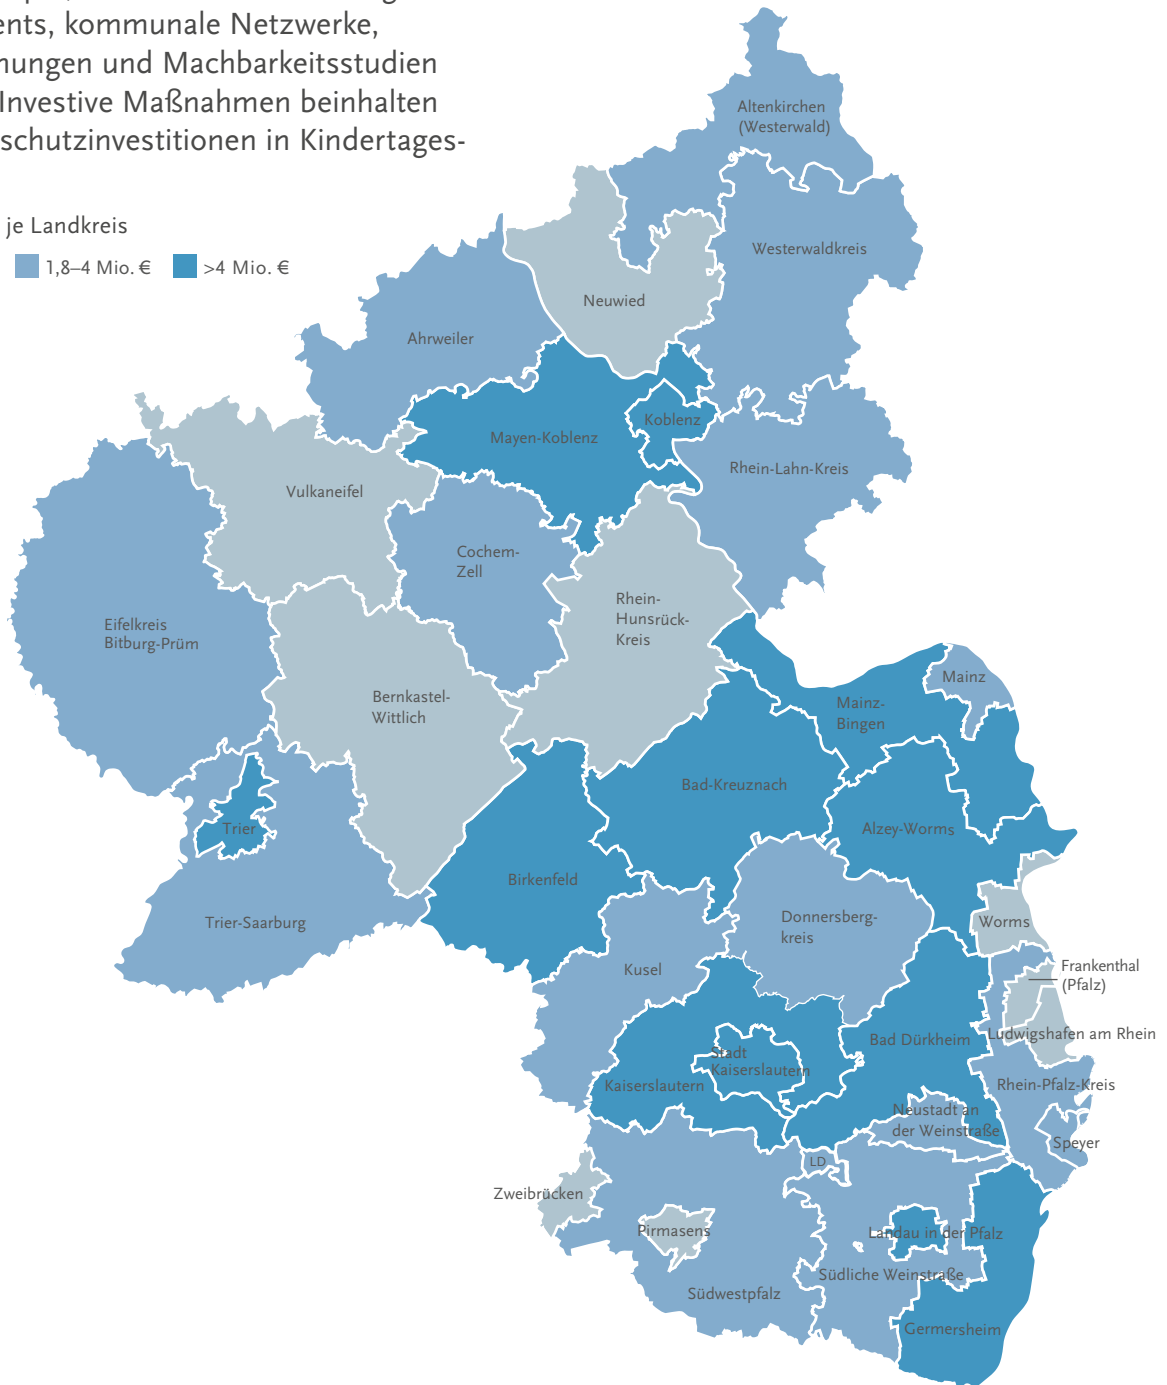 ents, kommunale Netzwerke,
nungen und Machbarkeitsstudien
Investive Maßnahmen beinhalten
schutzinvestitionen in Kindertages-
je Landkreis
1,8–4 Mio. €
>4 Mio. €
Altenkirchen
(Westerwald)
Westerwaldkreis
Neuwied
Ahrweiler
Koblenz
Mayen-Koblenz
Rhein-Lahn-Kreis
Vulkaneifel
Cochem-
Zell
Rhein-
Hunsrück-
Kreis
Eifelkreis
Bitburg-Prüm
Mainz
Bernkastel-
Wittlich
Mainz-
Bingen
Bad-Kreuznach
Trier
Alzey-Worms
Birkenfeld
Trier-Saarburg
Donnersberg-
kreis
Worms
Kusel
Frankenthal
(Pfalz)
Ludwigshafen am Rhein
Bad Dürkheim
Stadt
Kaiserslautern
Kaiserslautern
Rhein-Pfalz-Kreis
Neustadt an
der Weinstraße
Speyer
LD
Zweibrücken
Pirmasens
Landau in der Pfalz
Südliche Weinstraße
Südwestpfalz
Germersheim